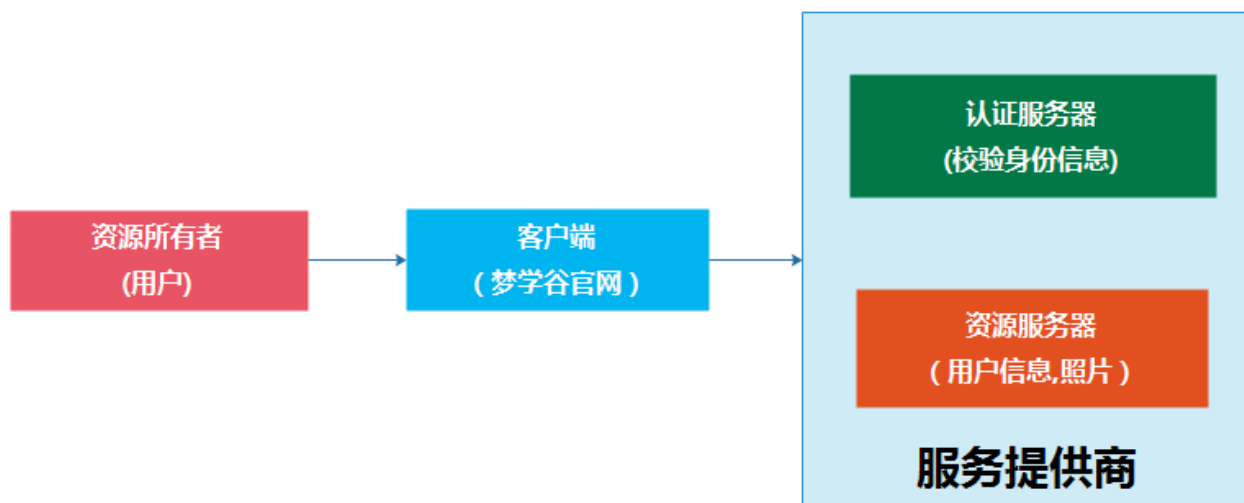 资源所有者
(用户)
客户端
（梦学谷官网）
认证服务器
(校验身份信息)
资源服务器
（用户信息,照片）
服务提供商